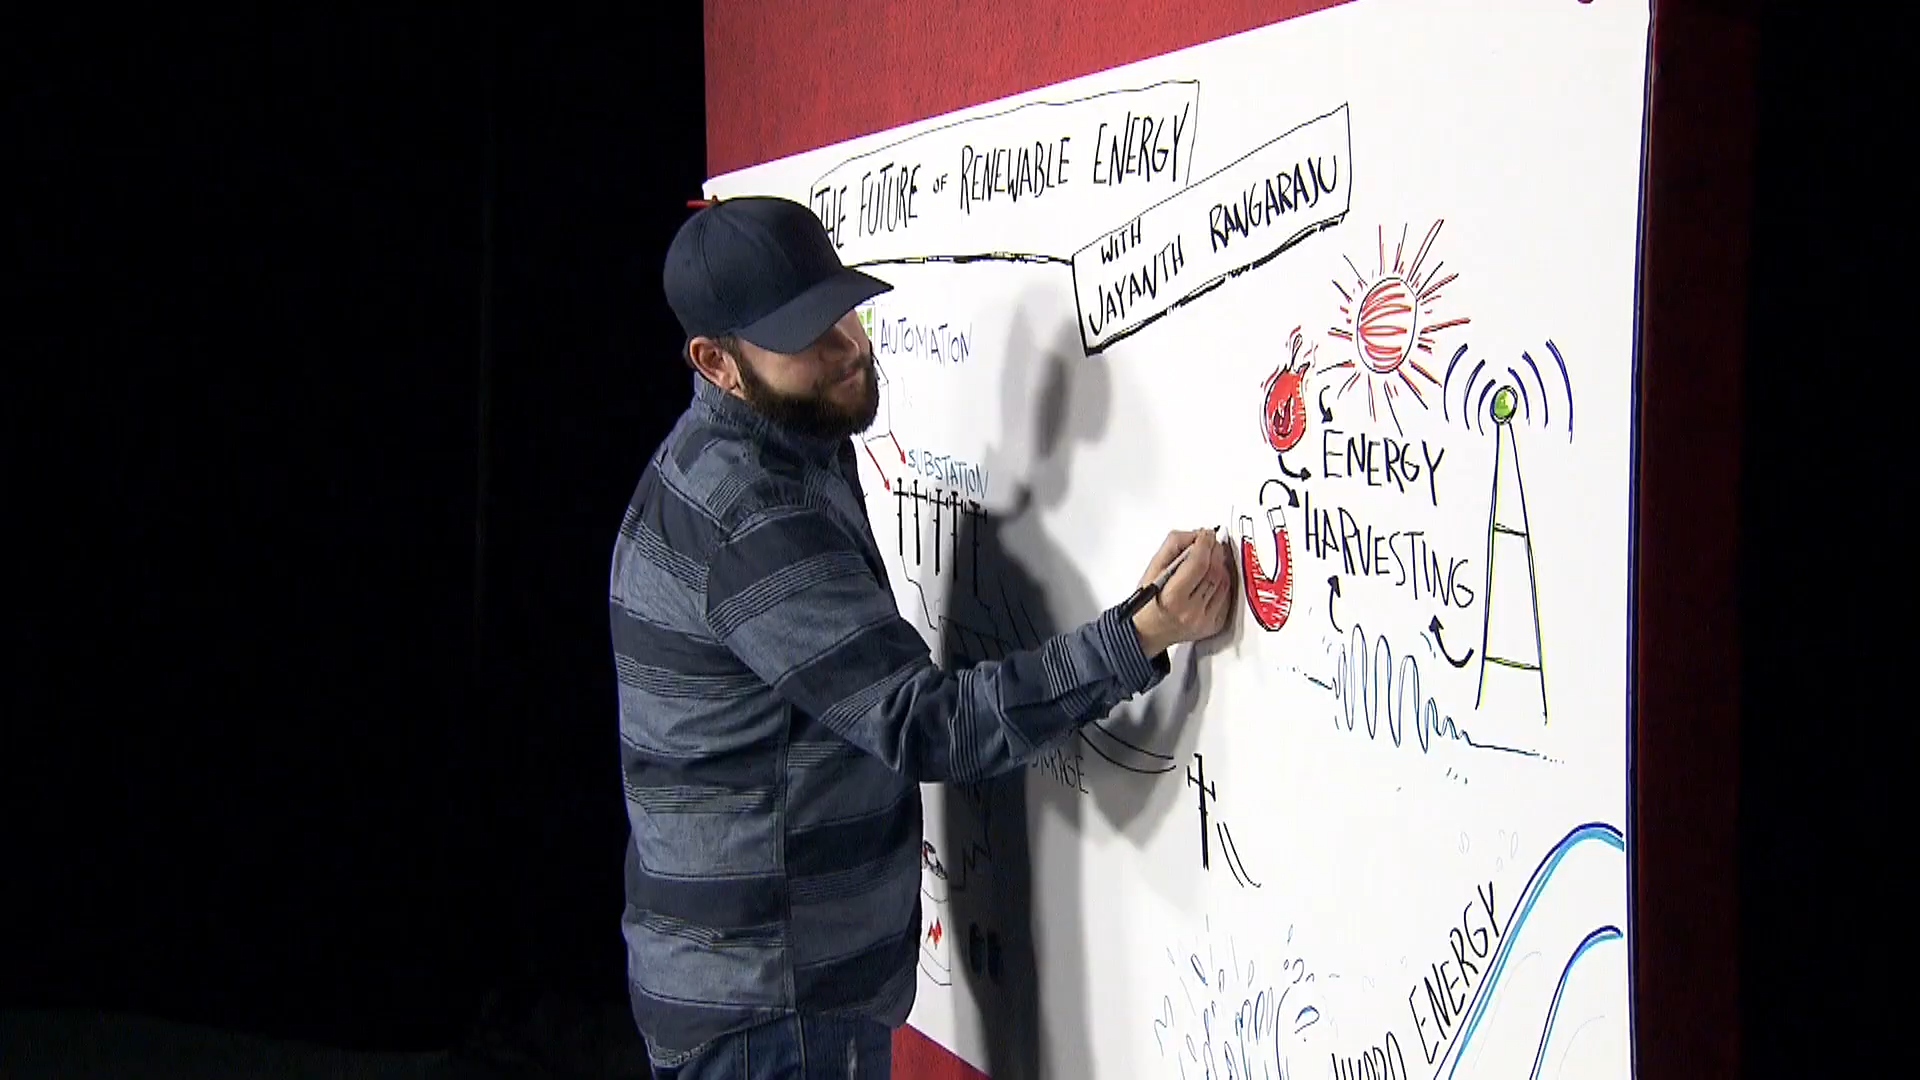 THE FUTURE OF RENEWABLE ENERGY
WITH
JAYANTH RANGARAJU
AUTOMATION
SUBSTATION
ENERGY
HARVESTING
HYDRO ENERGY